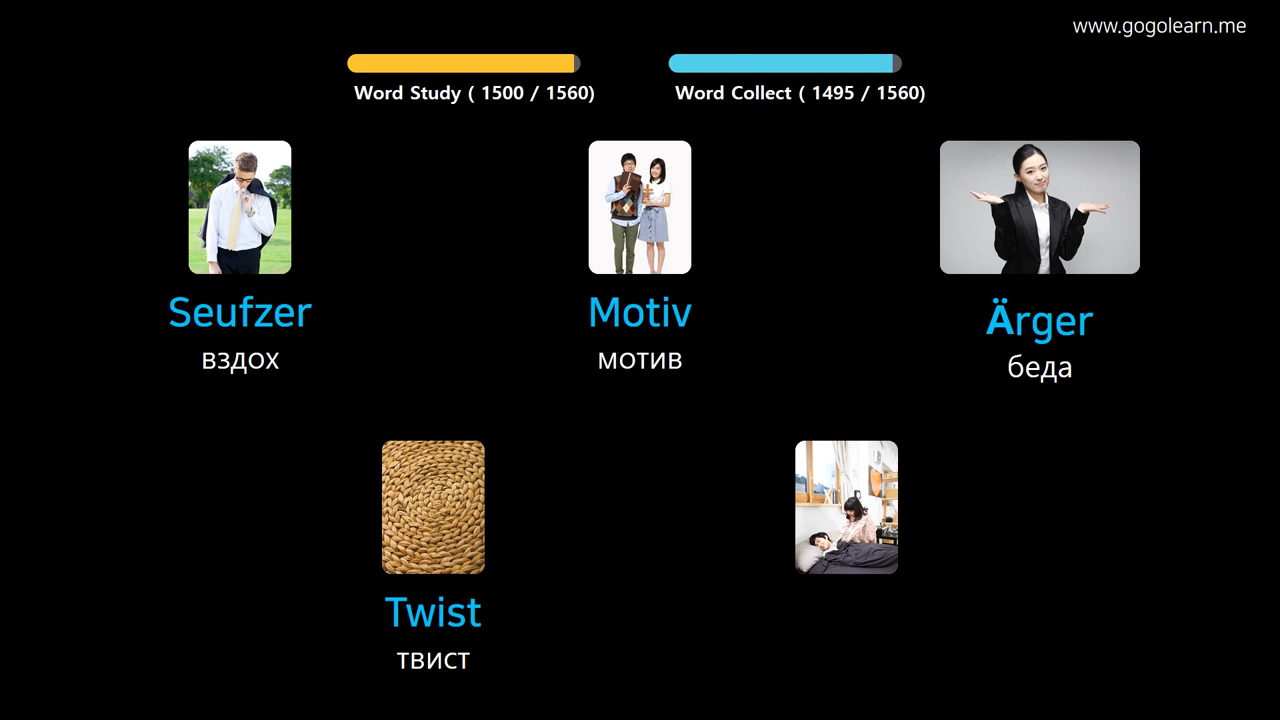 www.gogolearn.me
Word Study ( 1500 / 1560)
Word Collect ( 1495 / 1560)
Seufzer
вздох
Motiv
мотив
Ärger
беда
Twist
твист